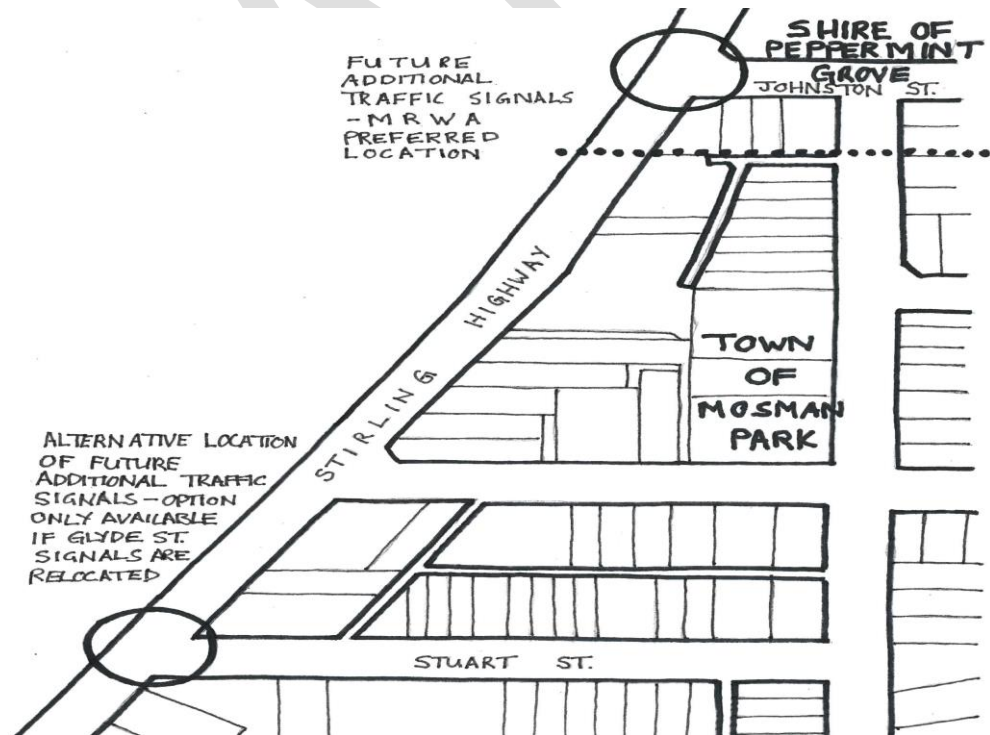 SHIRE OF
PEPPERMINT
GROVE
JOHNSTON ST.
FUTURE
ADDITIONAL
TRAFFIC SIGNALS
- MRWA
PREFERRED
LOCATION
STIRLING HIGHWAY
TOWN
OF
MOSMAN
PARK
ALTERNATIVE LOCATION
OF FUTURE
ADDITIONAL TRAFFIC
SIGNALS - OPTION
ONLY AVAILABLE
IF GLYDE ST.
SIGNALS ARE
RELOCATED
STUART ST.